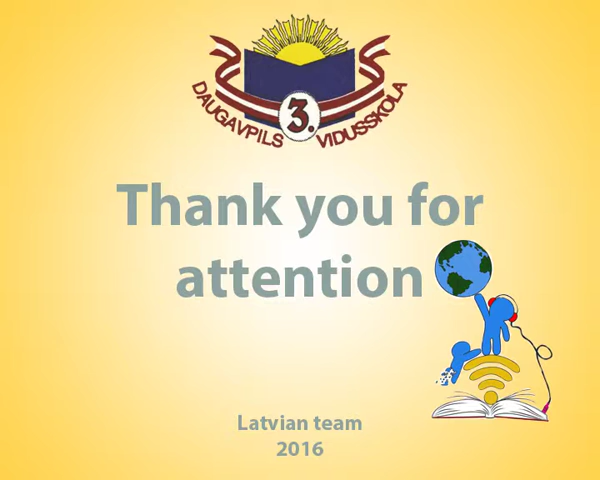 DAUGAVPILS 3. VIDUSSKOLA
Thank you for
attention
Latvian team
2016